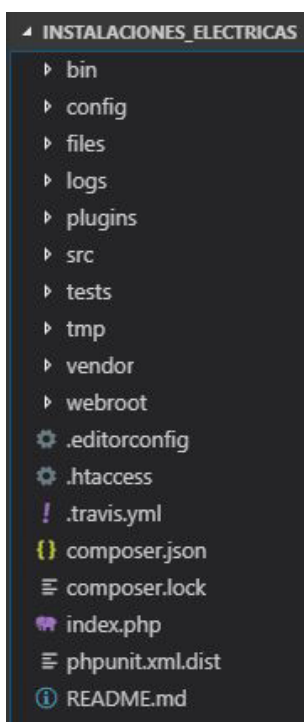 INSTALACIONES_ELECTRICAS
bin
config
files
logs
plugins
src
tests
tmp
vendor
webroot
.editorconfig
.htaccess
.travis.yml
composer.json
composer.lock
index.php
phpunit.xml.dist
README.md